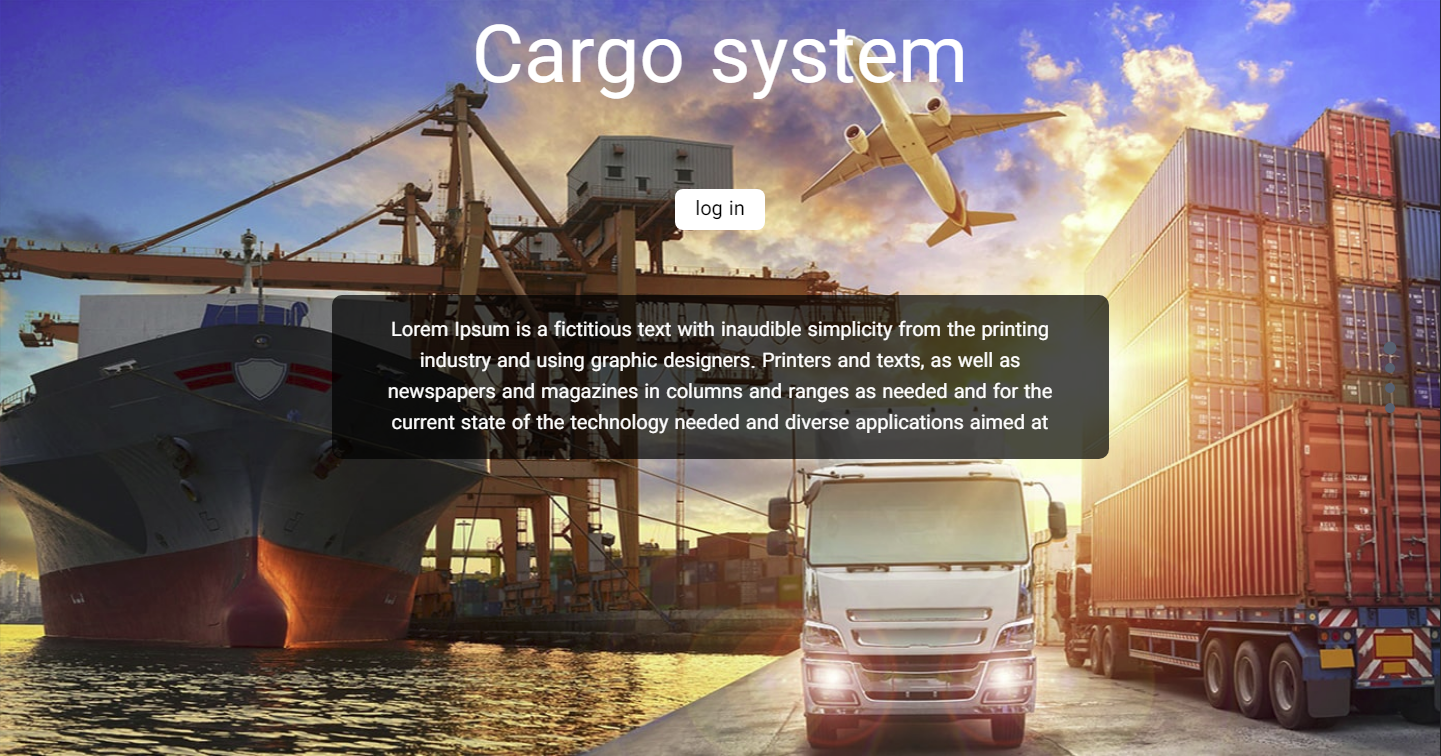 Cargo system
log in
Lorem Ipsum is a fictitious text with inaudible simplicity from the printing
industry and using graphic designers. Printers and texts, as well as
newspapers and magazines in columns and ranges as needed and for the
current state of the technology needed and diverse applications aimed at